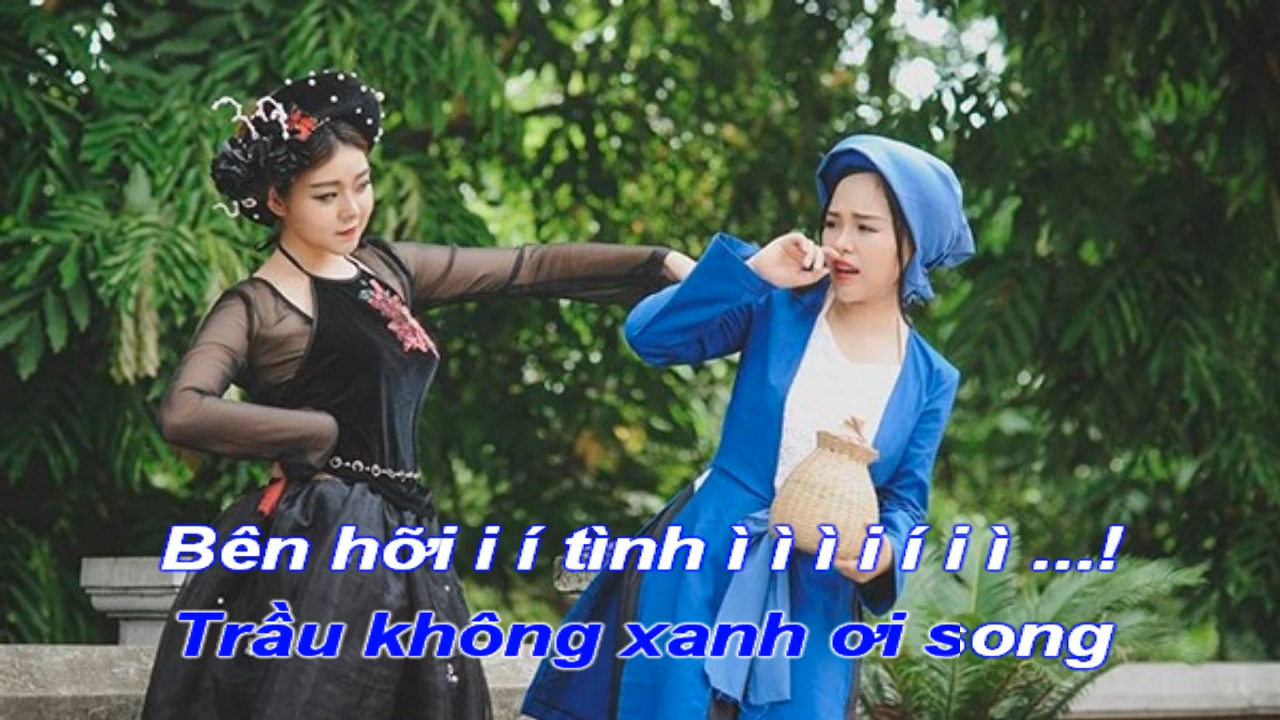 Bên hỡi i í tình ì ì ì i í i ì ...!
Trầu không xanh ơi song